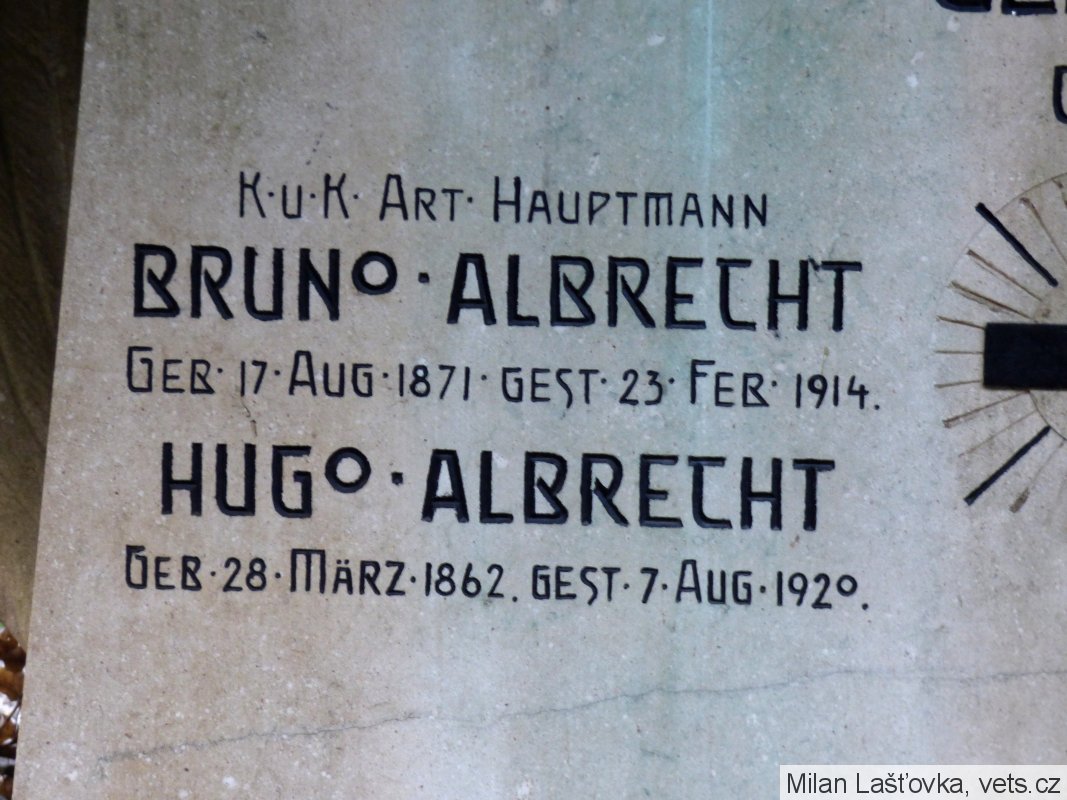 K·u·K· ART· HAUPTMANN
BRUNO · ALBRECHT
GEB· 17· AUG· 1871· GEST· 23· FEB· 1914.
HUGO · ALBRECHT
GEB· 28· MÄRZ· 1862. GEST· 7· AUG· 1920.
Milan Lašťovka, vets.cz